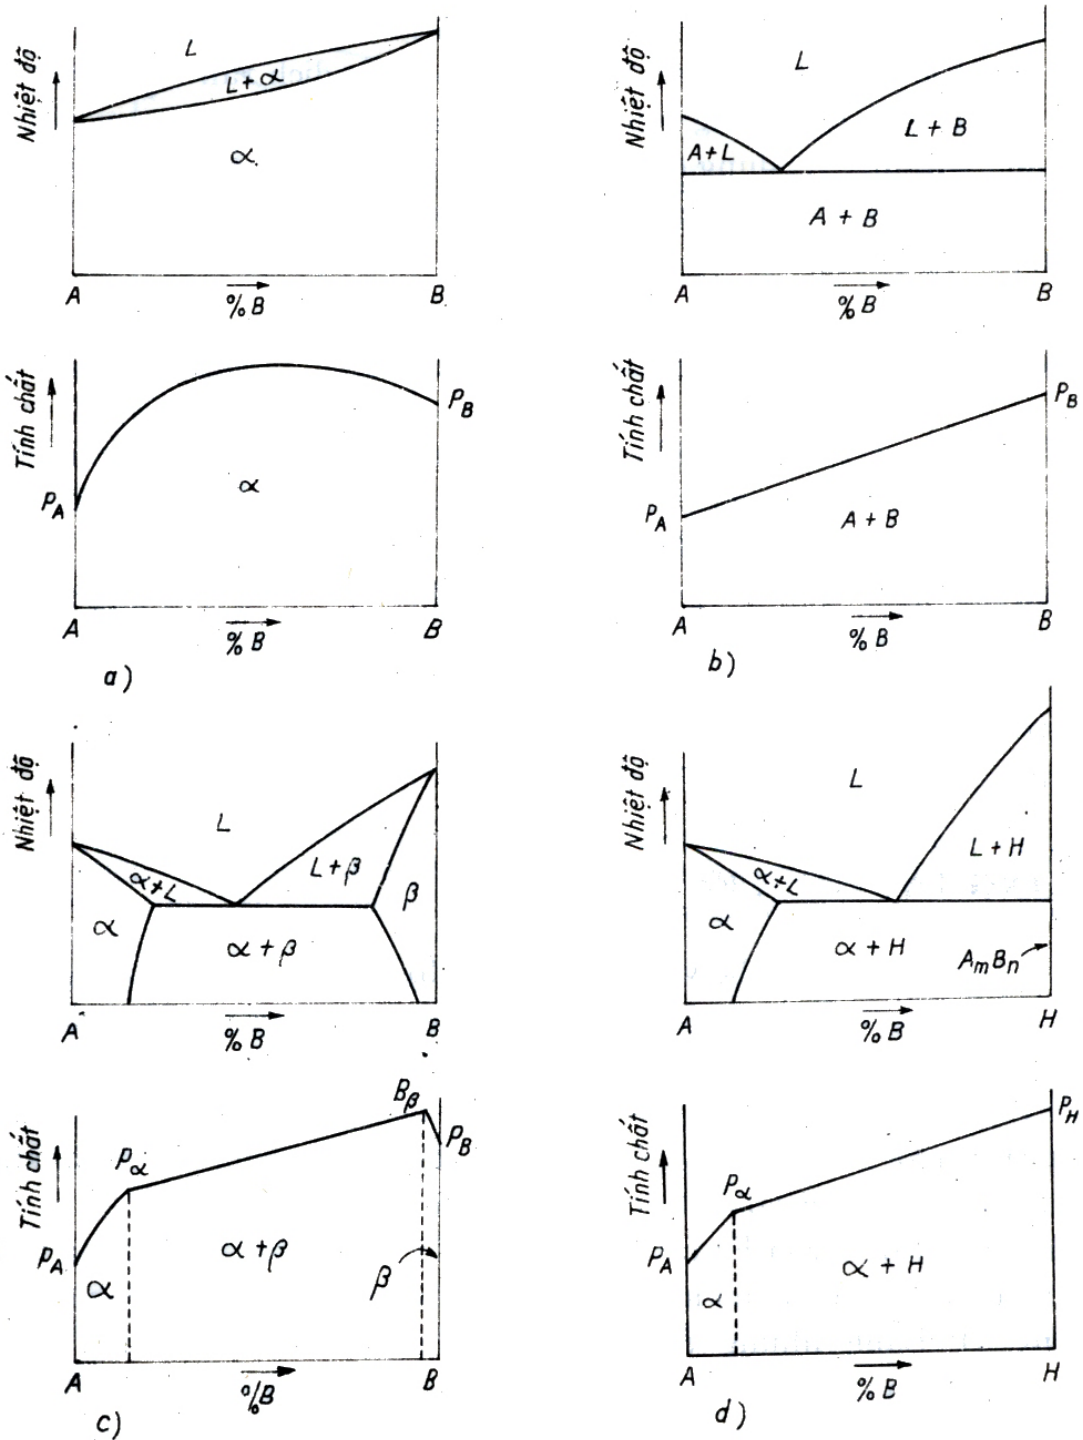 Nhiệt độ
L
L + α
α
A
% B
B
Nhiệt độ
L
A + L
L + B
A + B
A
% B
B
Tính chất
P_A
P_B
α
A
% B
B
a)
Tính chất
P_A
P_B
A + B
A
% B
B
b)
Nhiệt độ
L
α + L
L + β
α
β
α + β
A
% B
B
Nhiệt độ
L
α + L
L + H
α
α + H
A_mB_n
A
% B
H
Tính chất
P_A
P_α
B_β
P_B
α
α + β
β
A
% B
B
c)
Tính chất
P_A
P_α
P_H
α
α + H
A
% B
H
d)